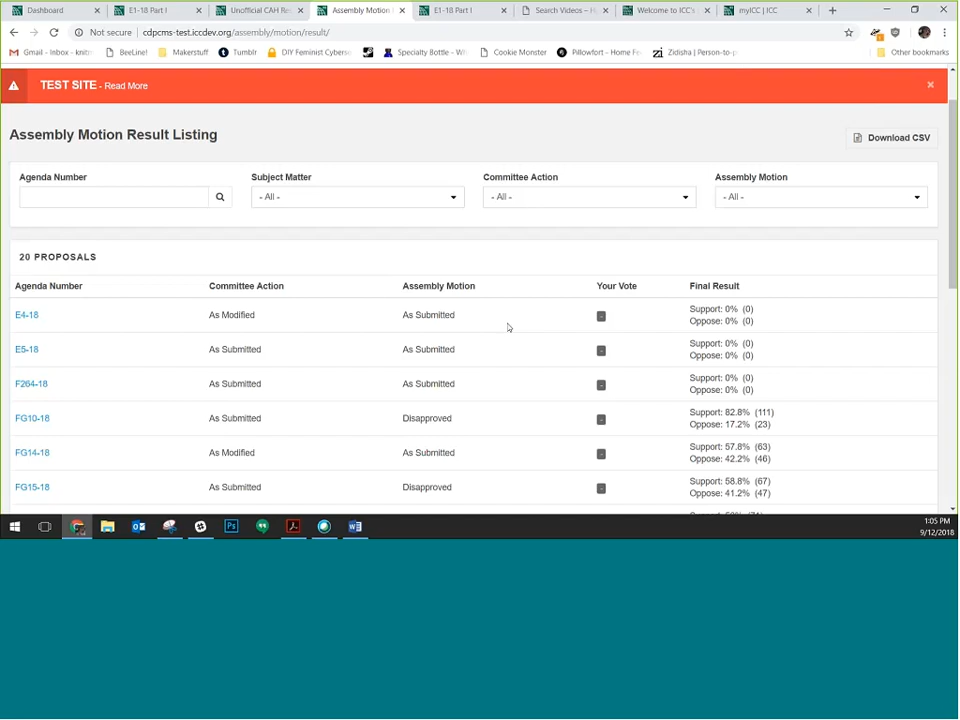 Dashboard E1-18 Part I Unofficial CAH Re Assembly Motion E1-18 Part I Search Videos – H Welcome to ICC's myICC | ICC
Not secure cdpcms-test.iccdev.org/assembly/motion/result/
Gmail - Inbox - knit BeeLine! Makerstuff Tumblr DIY Feminist Cyberse Specialty Bottle - Wh Cookie Monster Pillowfort - Home Fe Zidisha | Person-to-p Other bookmarks
TEST SITE - Read More ×
Assembly Motion Result Listing
Download CSV
Agenda Number Subject Matter Committee Action Assembly Motion
- All - - All - - All -
20 PROPOSALS
Agenda Number Committee Action Assembly Motion Your Vote Final Result
E4-18 As Modified As Submitted - Support: 0% (0)
Oppose: 0% (0)
E5-18 As Submitted As Submitted - Support: 0% (0)
Oppose: 0% (0)
F264-18 As Submitted As Submitted - Support: 0% (0)
Oppose: 0% (0)
FG10-18 As Submitted Disapproved - Support: 82.8% (111)
Oppose: 17.2% (23)
FG14-18 As Modified As Submitted - Support: 57.8% (63)
Oppose: 42.2% (46)
FG15-18 As Submitted Disapproved - Support: 58.8% (67)
Oppose: 41.2% (47)
1:05 PM
9/12/2018